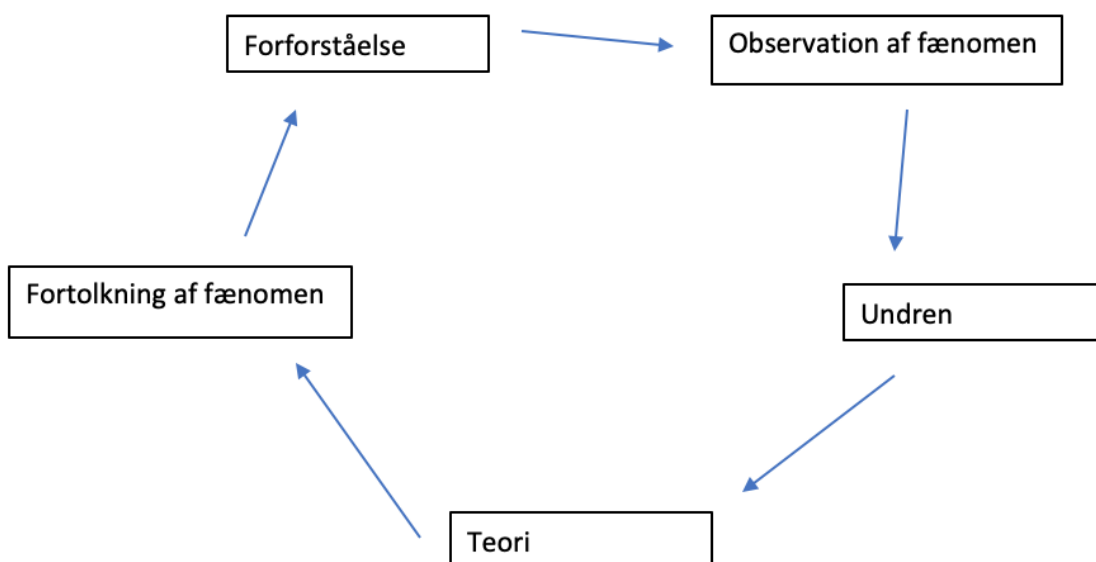 Forforståelse
Observation af fænomen
Fortolkning af fænomen
Undren
Teori